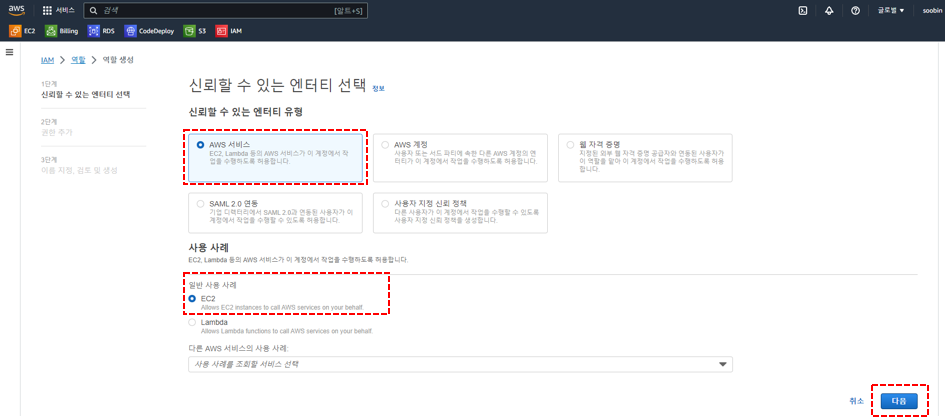 aws
서비스
검색
[알트+S]
글로벌
soobin
EC2 Billing RDS CodeDeploy S3 IAM
IAM > 역할 > 역할 생성
1단계
신뢰할 수 있는 엔터티 선택
2단계
권한 추가
3단계
이름 지정, 검토 및 생성
신뢰할 수 있는 엔터티 선택 정보
신뢰할 수 있는 엔터티 유형
AWS 서비스
EC2, Lambda 등의 AWS 서비스가 이 계정에서 작
업을 수행하도록 허용합니다.
AWS 계정
사용자 또는 서드 파티에 속한 다른 AWS 계정의 엔
터티가 이 계정에서 작업을 수행하도록 허용합니다.
웹 자격 증명
지정된 외부 웹 자격 증명 공급자와 연동된 사용자가
이 역할을 맡아 이 계정에서 작업을 수행하도록 허용
합니다.
SAML 2.0 연동
기업 디렉터리에서 SAML 2.0과 연동된 사용자가 이
계정에서 작업을 수행할 수 있도록 허용합니다.
사용자 지정 신뢰 정책
다른 사용자가 이 계정에서 작업을 수행할 수 있도록
사용자 지정 신뢰 정책을 생성합니다.
사용 사례
EC2, Lambda 등의 AWS 서비스가 이 계정에서 작업을 수행하도록 허용합니다.
일반 사용 사례
EC2
Allows EC2 instances to call AWS services on your behalf.
Lambda
Allows Lambda functions to call AWS services on your behalf.
다른 AWS 서비스의 사용 사례:
사용 사례를 조회할 서비스 선택
취소
다음